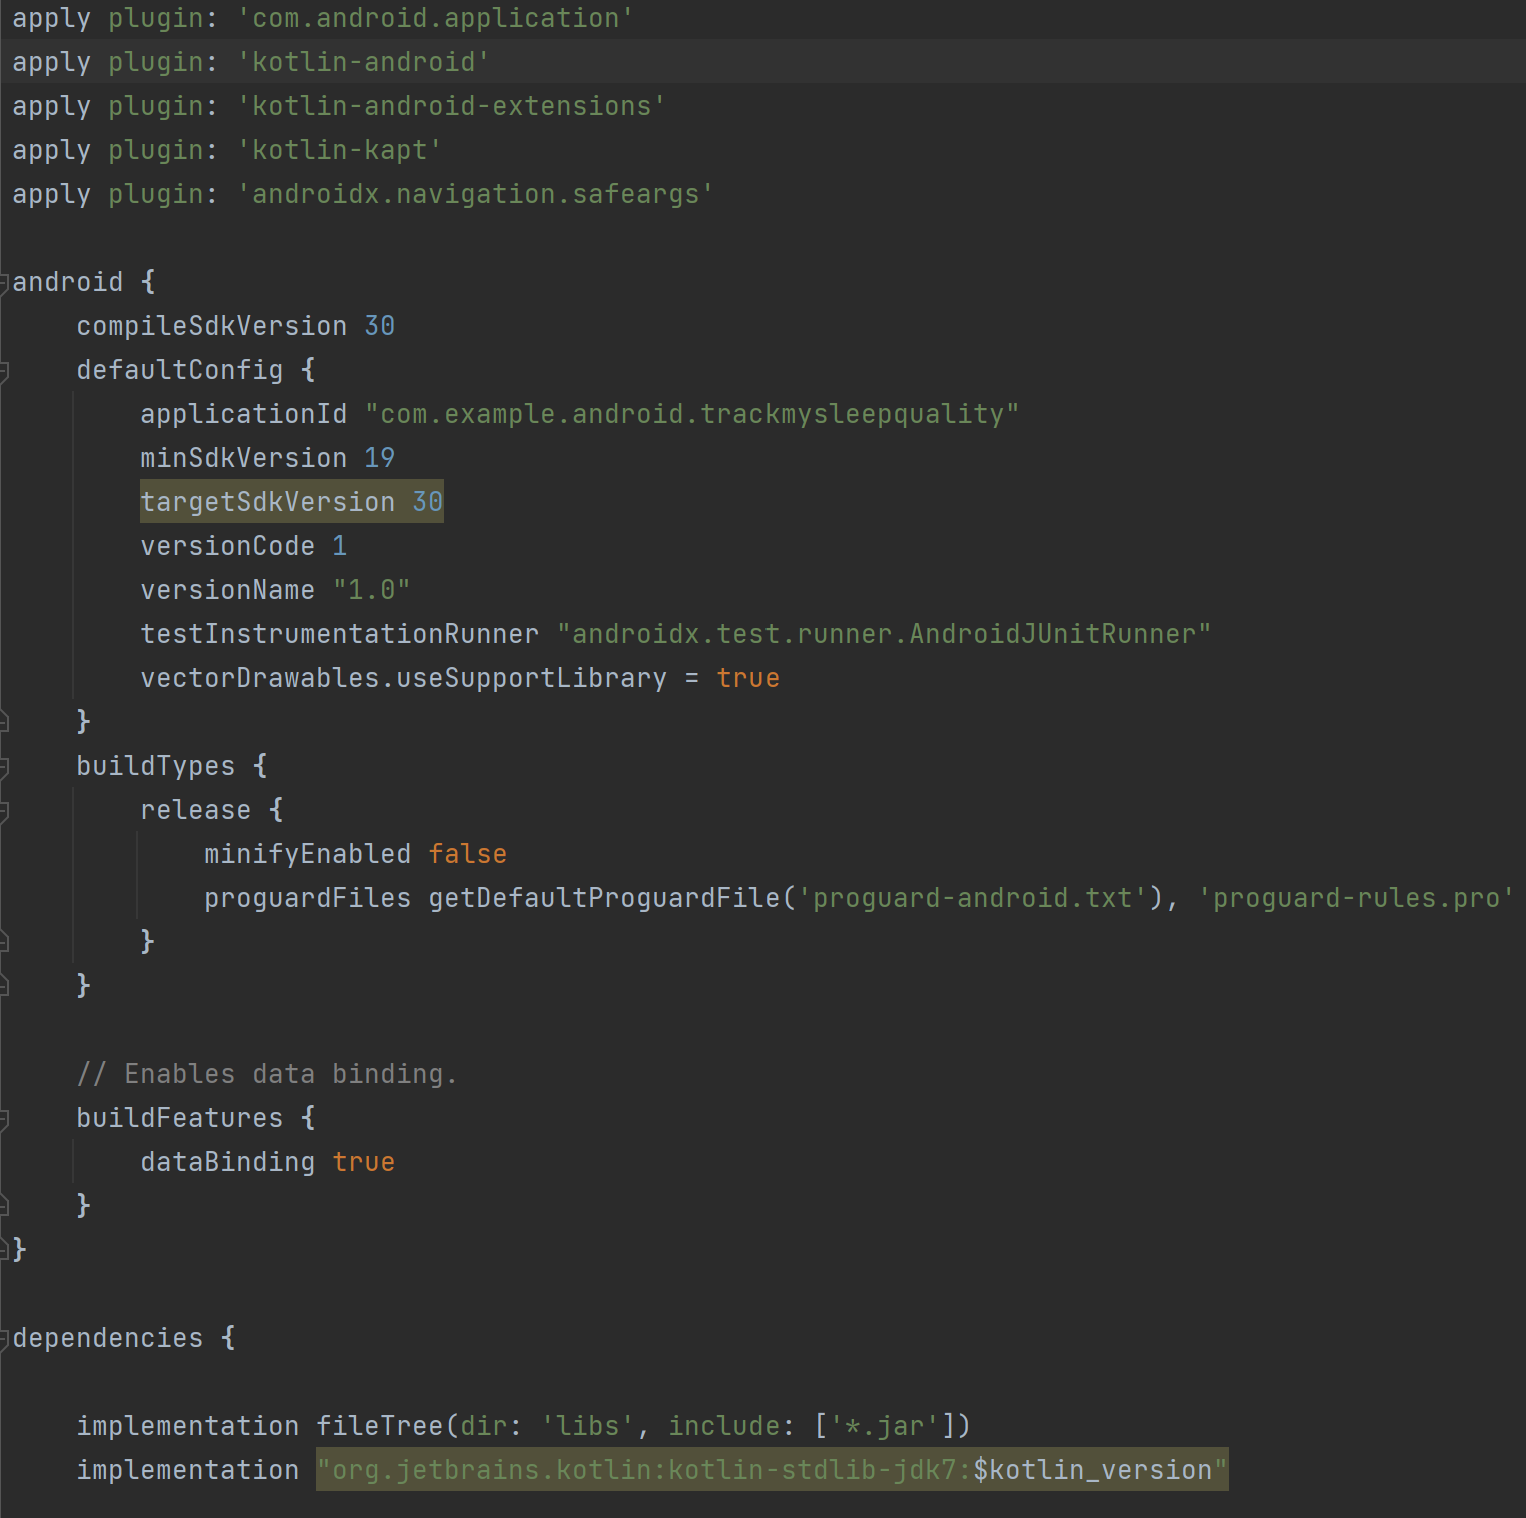 apply plugin: 'com.android.application'
apply plugin: 'kotlin-android'
apply plugin: 'kotlin-android-extensions'
apply plugin: 'kotlin-kapt'
apply plugin: 'androidx.navigation.safeargs'
android {
    compileSdkVersion 30
    defaultConfig {
        applicationId "com.example.android.trackmysleepquality"
        minSdkVersion 19
        targetSdkVersion 30
        versionCode 1
        versionName "1.0"
        testInstrumentationRunner "androidx.test.runner.AndroidJUnitRunner"
        vectorDrawables.useSupportLibrary = true
    }
    buildTypes {
        release {
            minifyEnabled false
            proguardFiles getDefaultProguardFile('proguard-android.txt'), 'proguard-rules.pro'
        }
    }
    // Enables data binding.
    buildFeatures {
        dataBinding true
    }
}
dependencies {
    implementation fileTree(dir: 'libs', include: ['*.jar'])
    implementation "org.jetbrains.kotlin:kotlin-stdlib-jdk7:$kotlin_version"